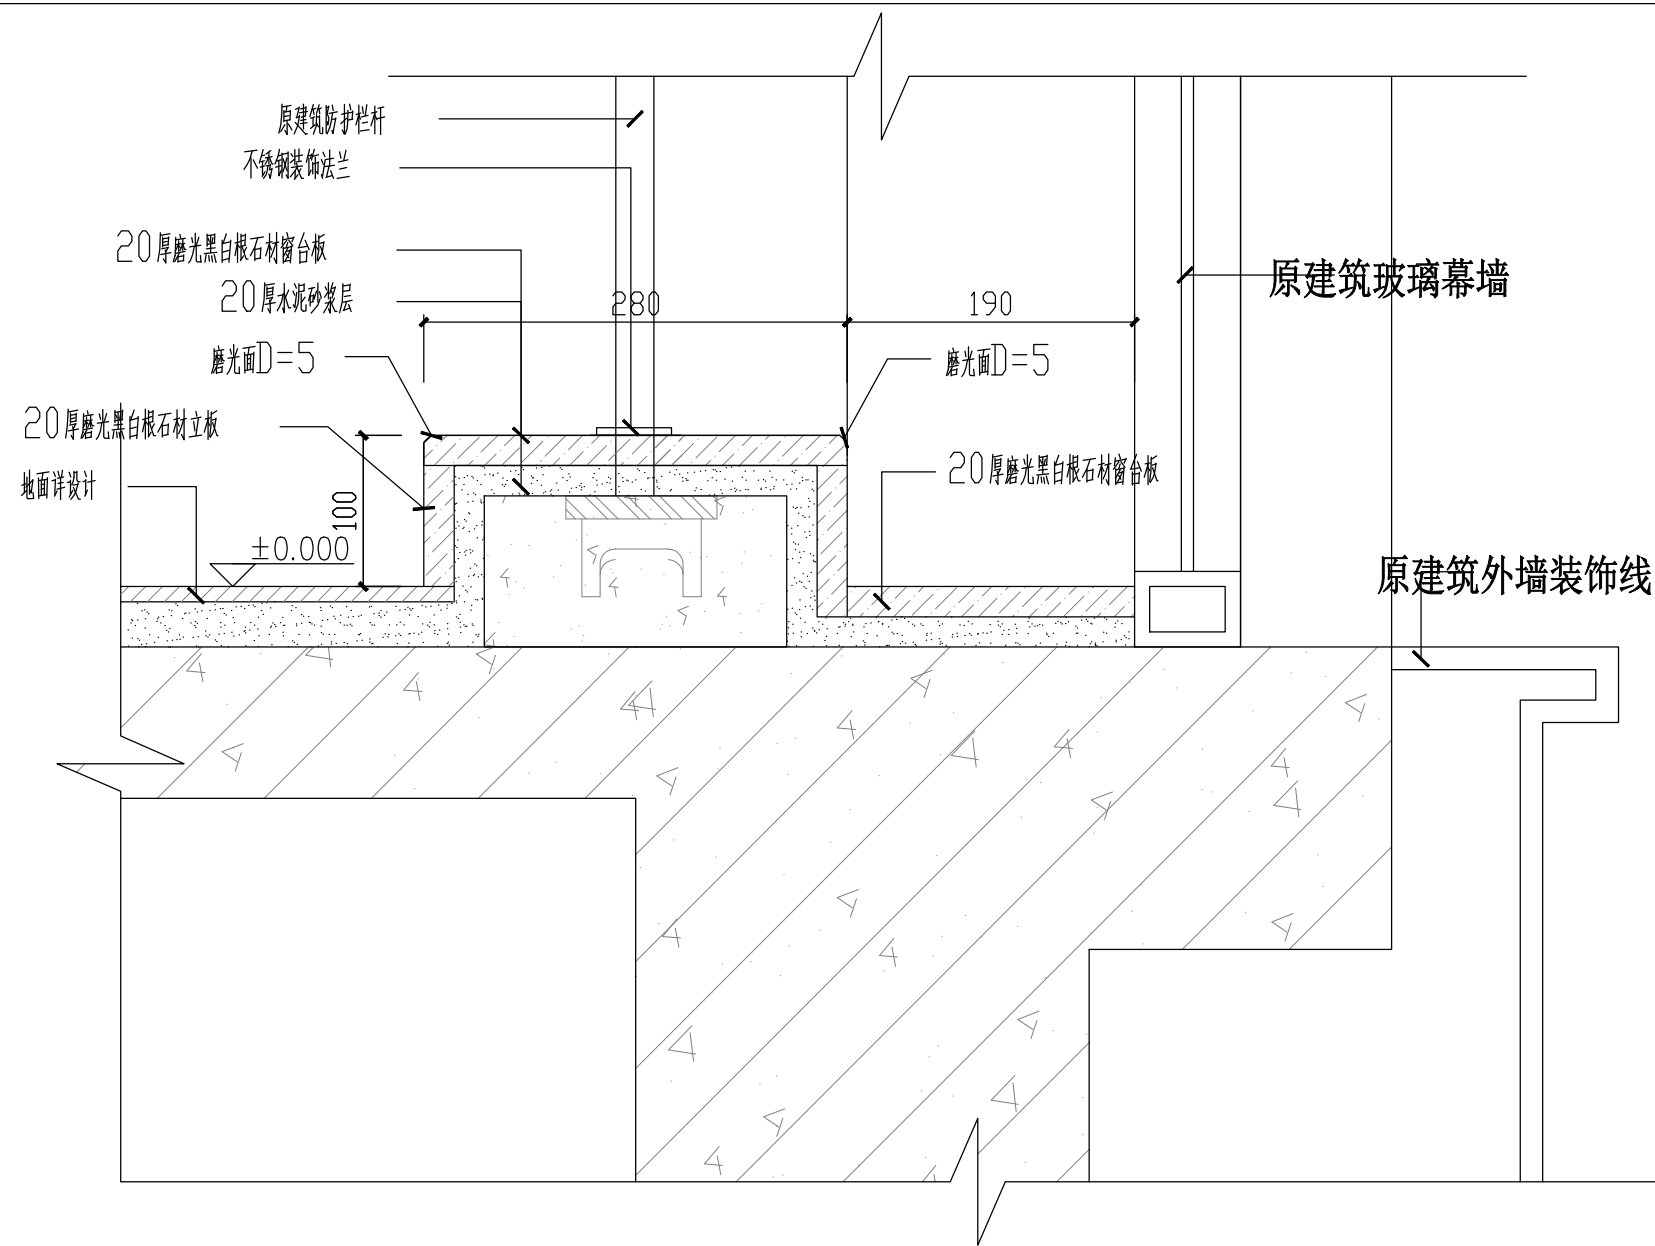 原建筑防护栏杆
不锈钢装饰法兰
20厚磨光黑白根石材窗台板
原建筑玻璃幕墙
20厚水泥砂浆层
280
190
磨光面D=5
磨光面D=5
20厚磨光黑白根石材立板
20厚磨光黑白根石材窗台板
地面详设计
100
±0.000
原建筑外墙装饰线